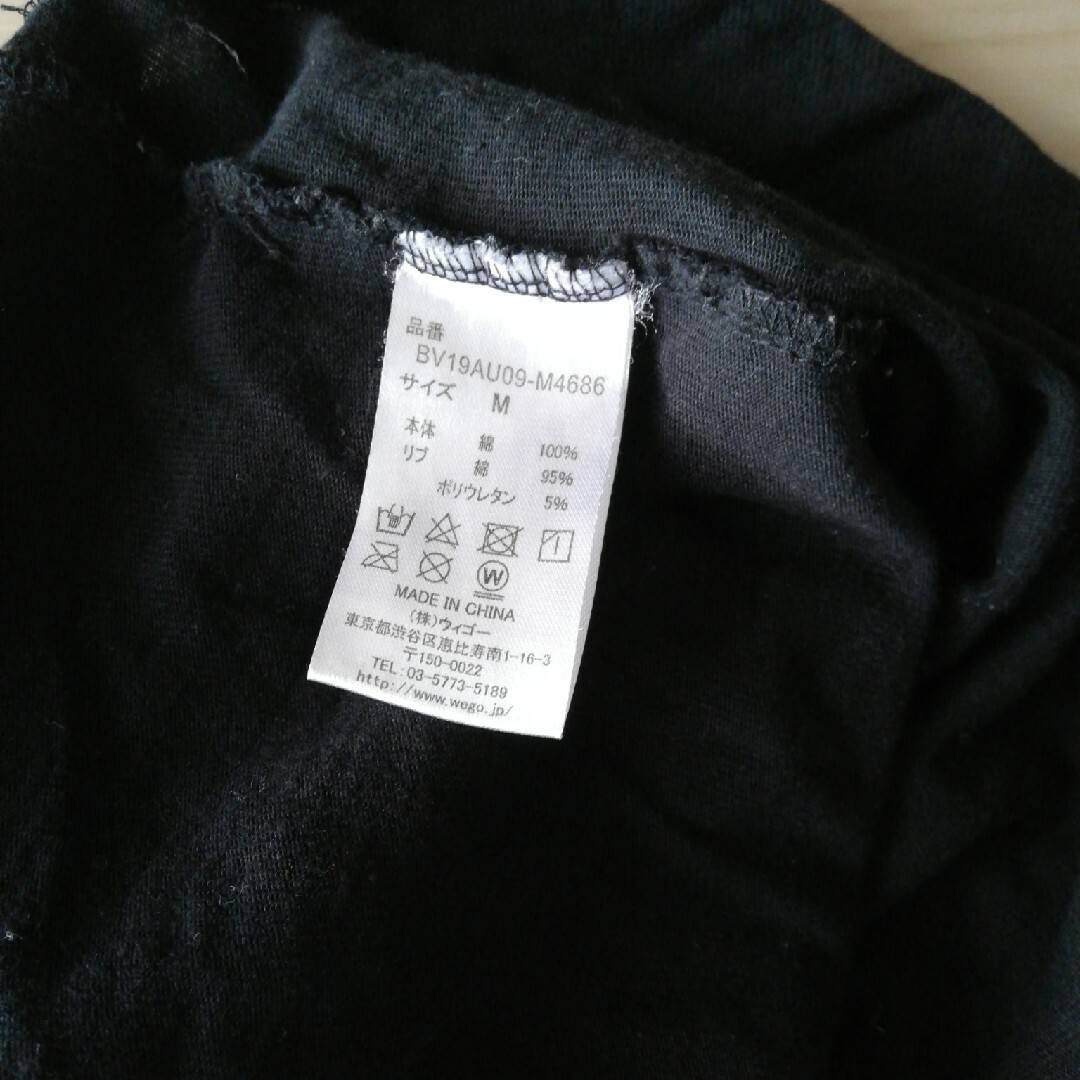 品番
BV19AU09-M4686
サイズ M
本体 綿 100%
リブ 綿 95%
ポリウレタン 5%
W
MADE IN CHINA
(株)ウィゴー
東京都渋谷区恵比寿南1-16-3
〒150-0022
TEL:03-5773-5189
http://www.wego.jp/